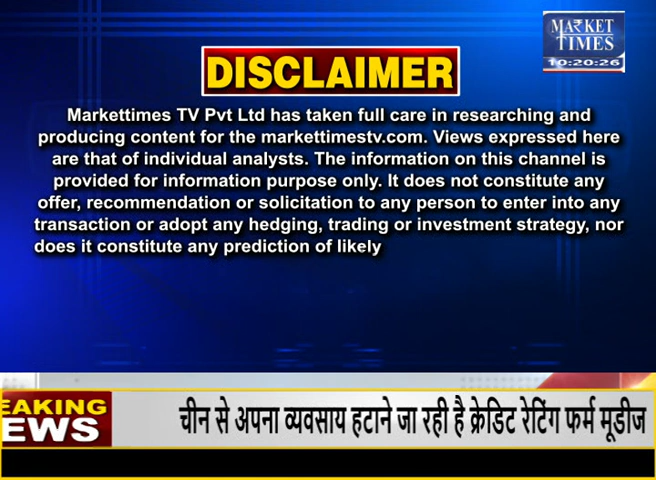 MARKET
TIMES
10:20:26
DISCLAIMER
Markettimes TV Pvt Ltd has taken full care in researching and
producing content for the markettimestv.com. Views expressed here
are that of individual analysts. The information on this channel is
provided for information purpose only. It does not constitute any
offer, recommendation or solicitation to any person to enter into any
transaction or adopt any hedging, trading or investment strategy, nor
does it constitute any prediction of likely
EAKING
EWS
चीन से अपना व्यवसाय हटाने जा रही है क्रेडिट रेटिंग फर्म मूडीज